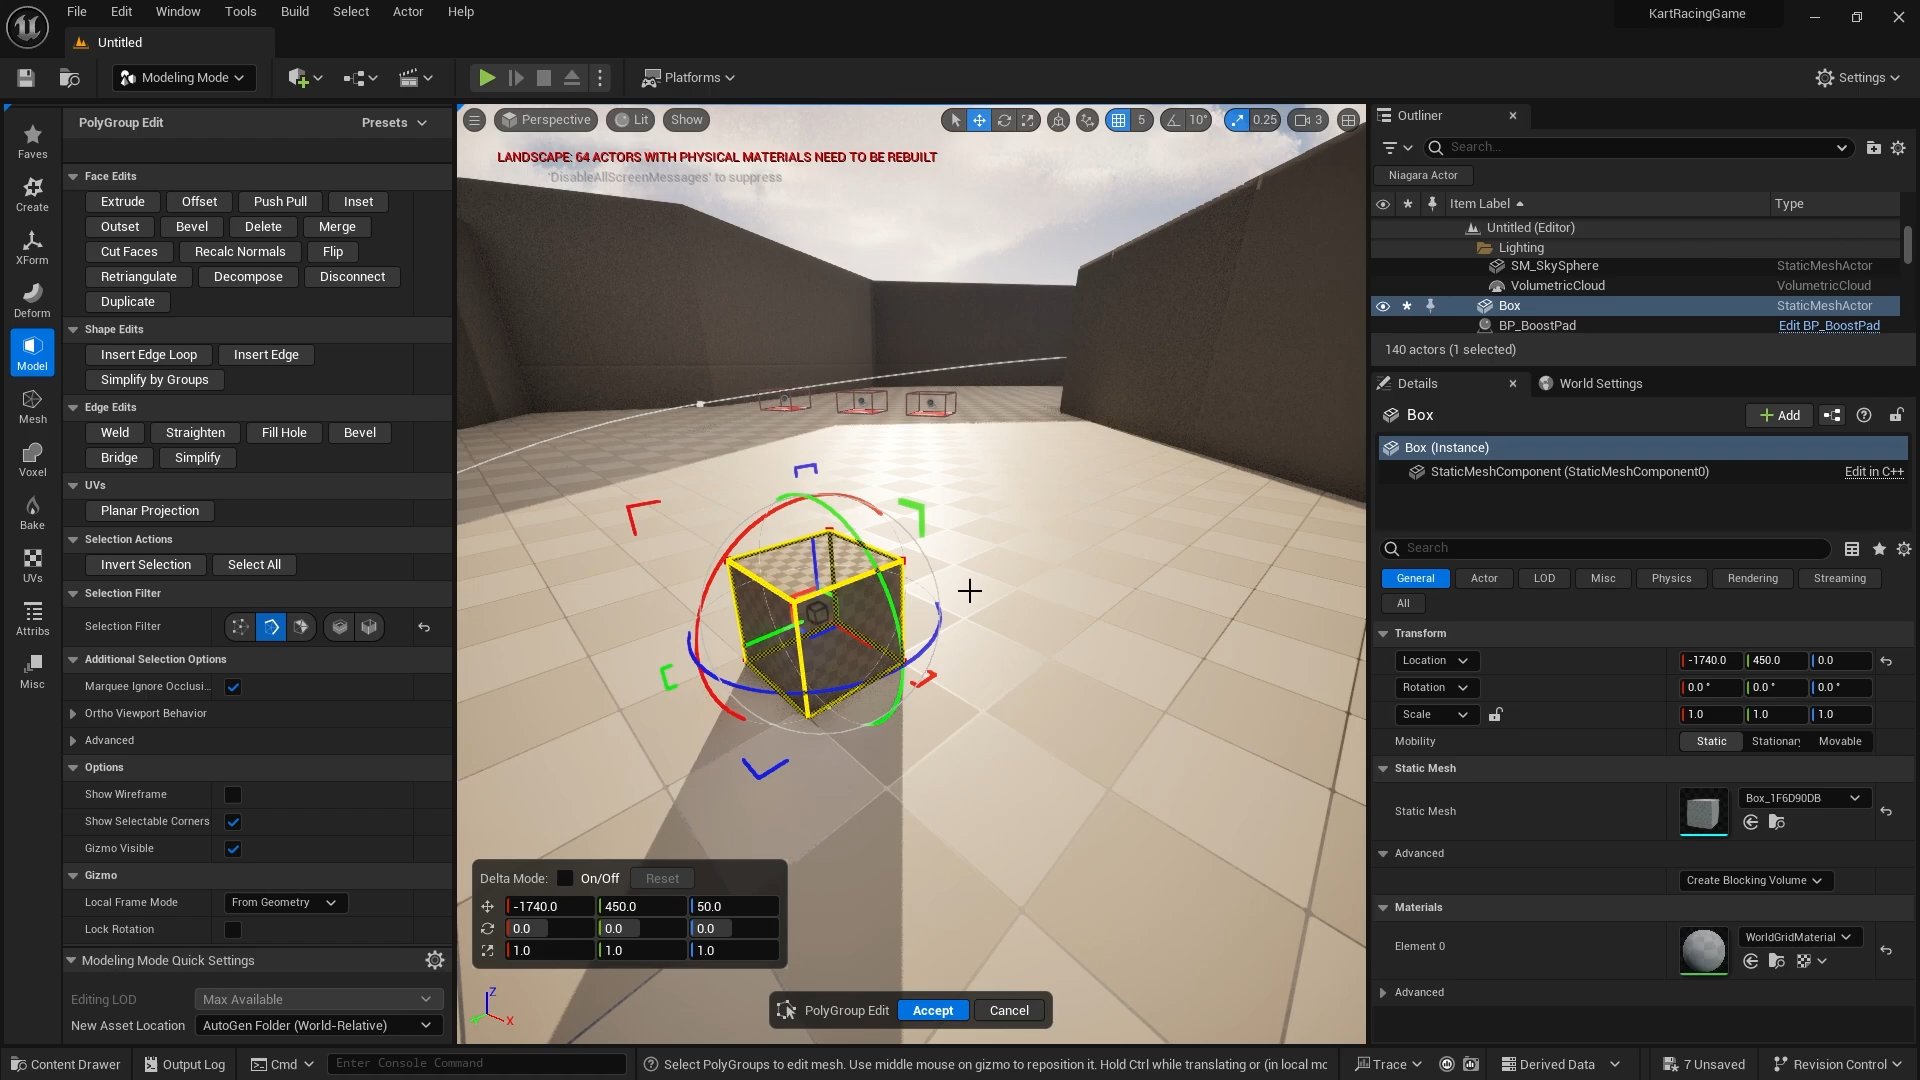 File Edit Window Tools Build Select Actor Help
KartRacingGame
Untitled
Modeling Mode
Platforms
Settings
PolyGroup Edit
Presets
Faves
Create
XForm
Deform
Model
Mesh
Voxel
Bake
UVs
Attribs
Misc
Face Edits
Extrude Offset Push Pull Inset
Outset Bevel Delete Merge
Cut Faces Recalc Normals Flip
Retriangulate Decompose Disconnect
Duplicate
Shape Edits
Insert Edge Loop Insert Edge
Simplify by Groups
Edge Edits
Weld Straighten Fill Hole Bevel
Bridge Simplify
UVs
Planar Projection
Selection Actions
Invert Selection Select All
Selection Filter
Selection Filter
Additional Selection Options
Marquee Ignore Occlusi...
Ortho Viewport Behavior
Advanced
Options
Show Wireframe
Show Selectable Corners
Gizmo Visible
Gizmo
Local Frame Mode From Geometry
Lock Rotation
Modeling Mode Quick Settings
Editing LOD Max Available
New Asset Location AutoGen Folder (World-Relative)
Perspective Lit Show
5 10° 0.25 3
LANDSCAPE: 64 ACTORS WITH PHYSICAL MATERIALS NEED TO BE REBUILT
'DisableAllScreenMessages' to suppress
Delta Mode: On/Off Reset
-1740.0 450.0 50.0
0.0 0.0 0.0
1.0 1.0 1.0
Z
X
PolyGroup Edit Accept Cancel
Outliner
Search...
Niagara Actor
Item Label Type
Untitled (Editor)
Lighting
SM_SkySphere StaticMeshActor
VolumetricCloud VolumetricCloud
Box StaticMeshActor
BP_BoostPad Edit BP_BoostPad
140 actors (1 selected)
Details World Settings
Box
Add
Box (Instance)
StaticMeshComponent (StaticMeshComponent0) Edit in C++
Search
General Actor LOD Misc Physics Rendering Streaming
All
Transform
Location -1740.0 450.0 0.0
Rotation 0.0 ° 0.0 ° 0.0 °
Scale 1.0 1.0 1.0
Mobility Static Stationary Movable
Static Mesh
Static Mesh Box_1F6D90DB
Advanced
Create Blocking Volume
Materials
Element 0 WorldGridMaterial
Advanced
Content Drawer Output Log Cmd Enter Console Command
Select PolyGroups to edit mesh. Use middle mouse on gizmo to reposition it. Hold Ctrl while translating or (in local mo
Trace Derived Data 7 Unsaved Revision Control